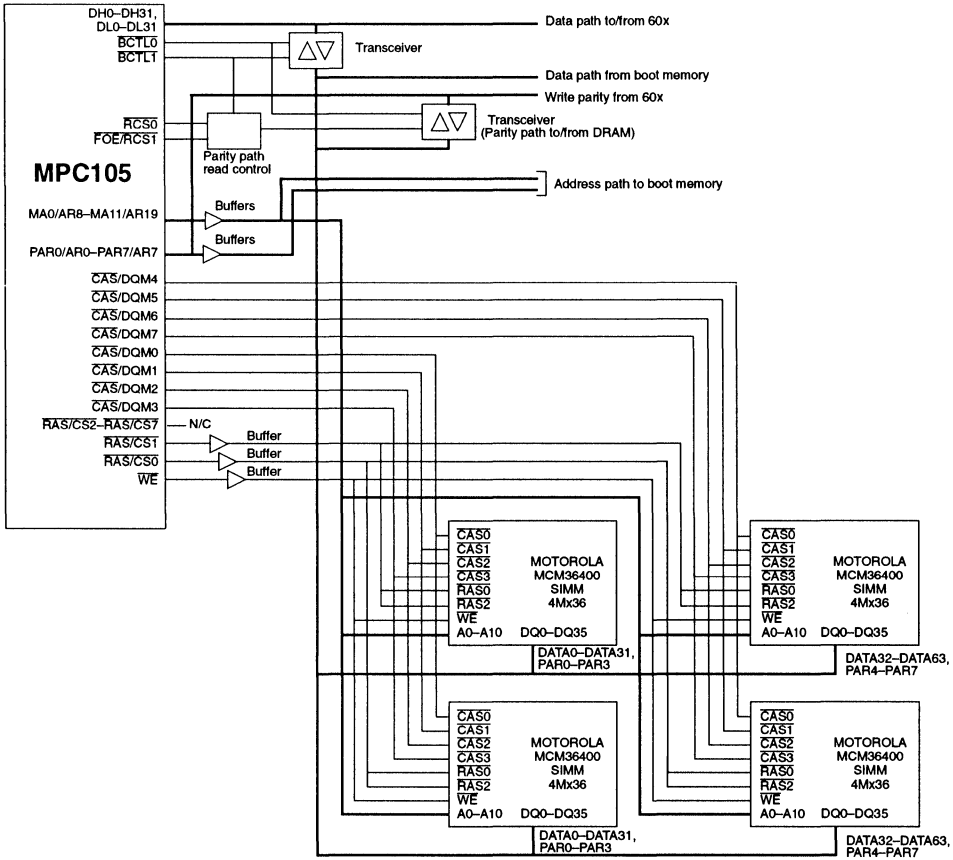 DH0–DH31,
DL0–DL31
BCTL0
BCTL1
RCS0
FOE/RCS1
MPC105
MA0/AR8–MA11/AR19
PAR0/AR0–PAR7/AR7
CAS/DQM4
CAS/DQM5
CAS/DQM6
CAS/DQM7
CAS/DQM0
CAS/DQM1
CAS/DQM2
CAS/DQM3
RAS/CS2–RAS/CS7
N/C
RAS/CS1
RAS/CS0
WE
Data path to/from 60x
Transceiver
Data path from boot memory
Write parity from 60x
Transceiver
(Parity path to/from DRAM)
Parity path
read control
Address path to boot memory
Buffers
Buffers
Buffer
Buffer
Buffer
CAS0
CAS1
CAS2
CAS3
RAS0
RAS2
WE
A0–A10 DQ0–DQ35
MOTOROLA
MCM36400
SIMM
4Mx36
DATA0–DATA31,
PAR0–PAR3
CAS0
CAS1
CAS2
CAS3
RAS0
RAS2
WE
A0–A10 DQ0–DQ35
MOTOROLA
MCM36400
SIMM
4Mx36
DATA32–DATA63,
PAR4–PAR7
CAS0
CAS1
CAS2
CAS3
RAS0
RAS2
WE
A0–A10 DQ0–DQ35
MOTOROLA
MCM36400
SIMM
4Mx36
DATA0–DATA31,
PAR0–PAR3
CAS0
CAS1
CAS2
CAS3
RAS0
RAS2
WE
A0–A10 DQ0–DQ35
MOTOROLA
MCM36400
SIMM
4Mx36
DATA32–DATA63,
PAR4–PAR7